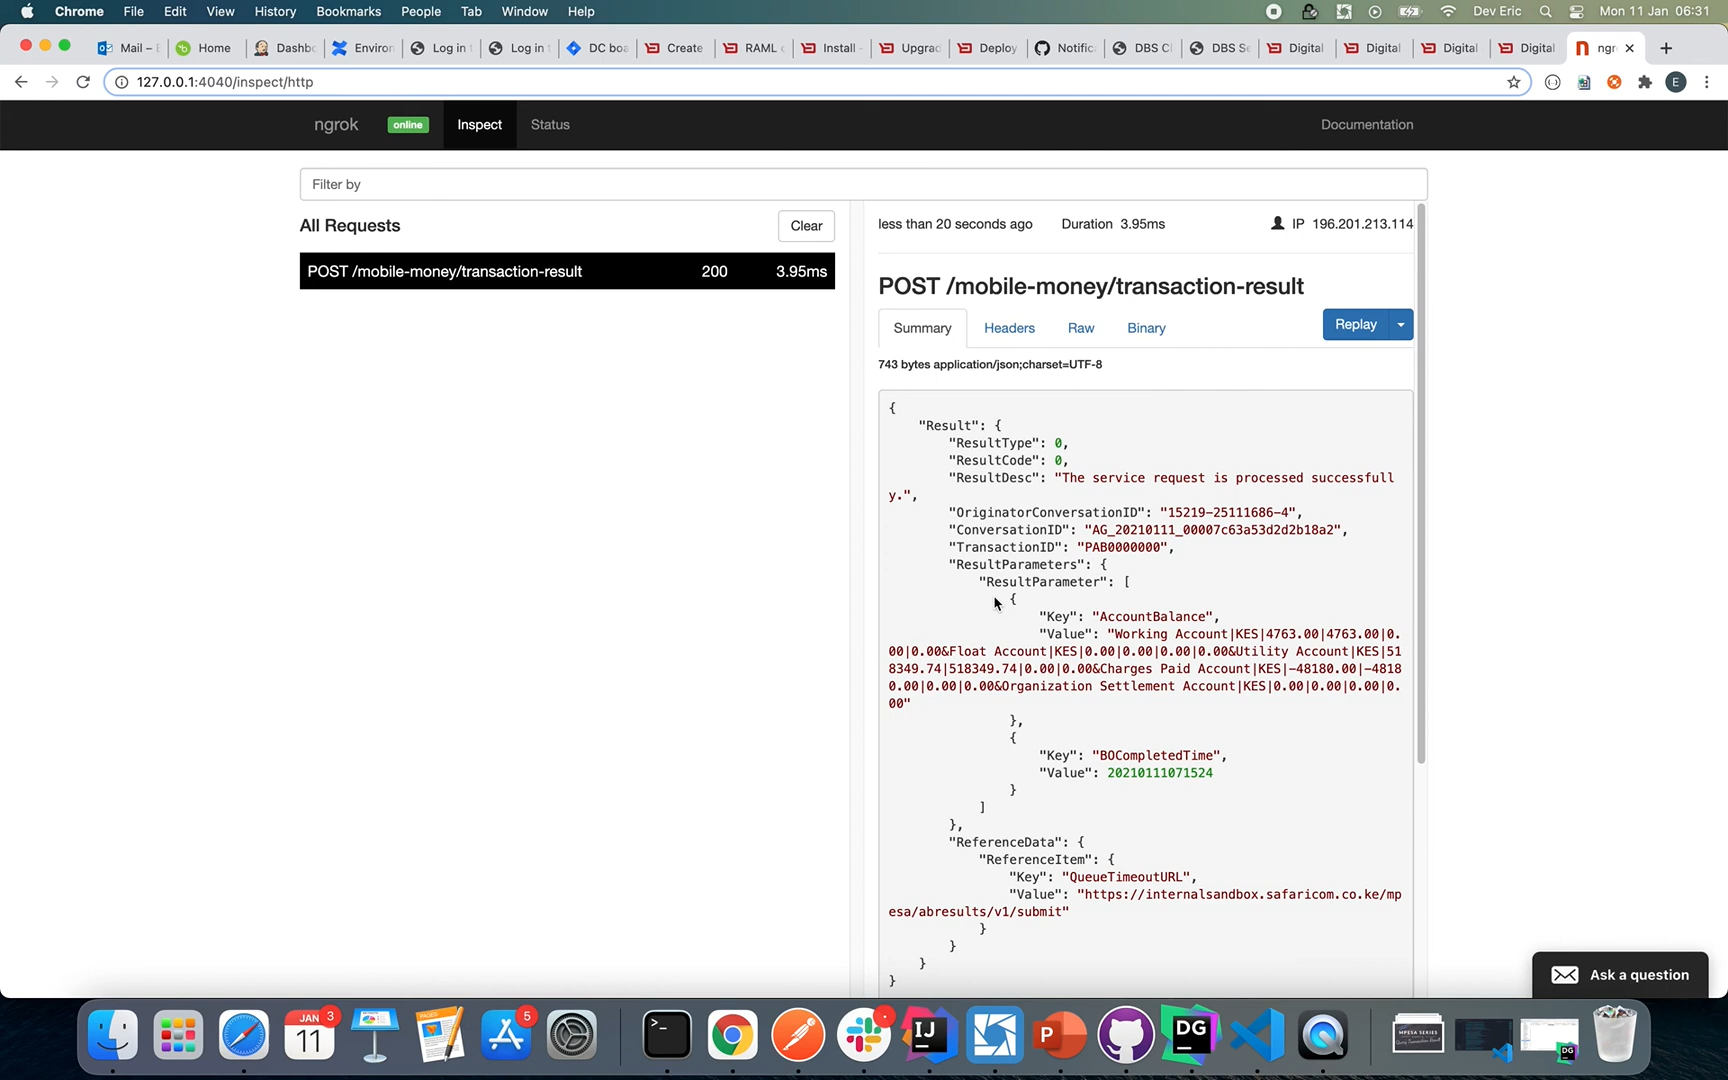 Chrome File Edit View History Bookmarks People Tab Window Help Dev Eric Mon 11 Jan 06:31
Mail – Home Dashbo Environ Log in Log in DC boa Create RAML Install – Upgrad Deploy Notific DBS Cl DBS Se Digital Digital Digital Digital ngr
127.0.0.1:4040/inspect/http E
ngrok online Inspect Status Documentation
Filter by
All Requests Clear
POST /mobile-money/transaction-result 200 3.95ms
less than 20 seconds ago Duration 3.95ms IP 196.201.213.114
POST /mobile-money/transaction-result
Summary Headers Raw Binary Replay
743 bytes application/json;charset=UTF-8
{
"Result": {
"ResultType": 0,
"ResultCode": 0,
"ResultDesc": "The service request is processed successfull
y.",
"OriginatorConversationID": "15219-25111686-4",
"ConversationID": "AG_20210111_00007c63a53d2d2b18a2",
"TransactionID": "PAB0000000",
"ResultParameters": {
"ResultParameter": [
{
"Key": "AccountBalance",
"Value": "Working Account|KES|4763.00|4763.00|0.
00|0.00&Float Account|KES|0.00|0.00|0.00|0.00&Utility Account|KES|51
8349.74|518349.74|0.00|0.00&Charges Paid Account|KES|-48180.00|-4818
0.00|0.00|0.00&Organization Settlement Account|KES|0.00|0.00|0.00|0.
00"
},
{
"Key": "BOCompletedTime",
"Value": 20210111071524
}
]
},
"ReferenceData": {
"ReferenceItem": {
"Key": "QueueTimeoutURL",
"Value": "https://internalsandbox.safaricom.co.ke/mp
esa/abresults/v1/submit"
}
}
}
}
Ask a question
JAN 11 3 5 IJ P DG
MPESA SERIES
DG